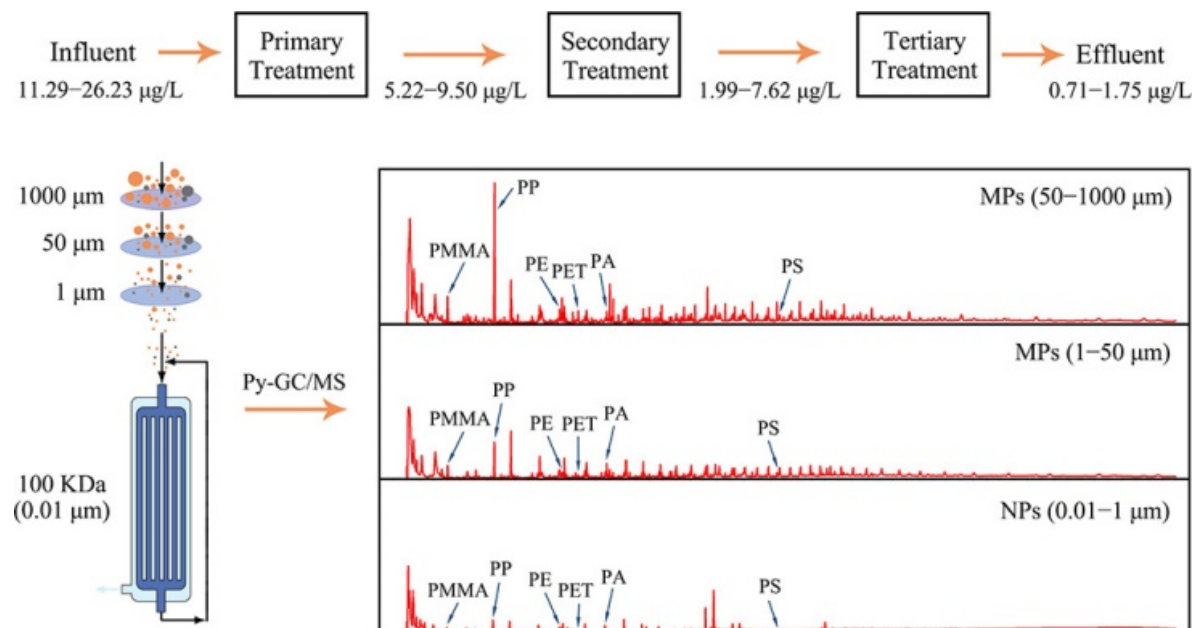 Influent
11.29−26.23 μg/L
Primary
Treatment
5.22−9.50 μg/L
Secondary
Treatment
1.99−7.62 μg/L
Tertiary
Treatment
Effluent
0.71−1.75 μg/L
1000 μm
50 μm
1 μm
100 KDa
(0.01 μm)
Py-GC/MS
MPs (50−1000 μm)
PMMA
PP
PE
PET
PA
PS
MPs (1−50 μm)
PMMA
PP
PE
PET
PA
PS
NPs (0.01−1 μm)
PMMA
PP
PE
PET
PA
PS